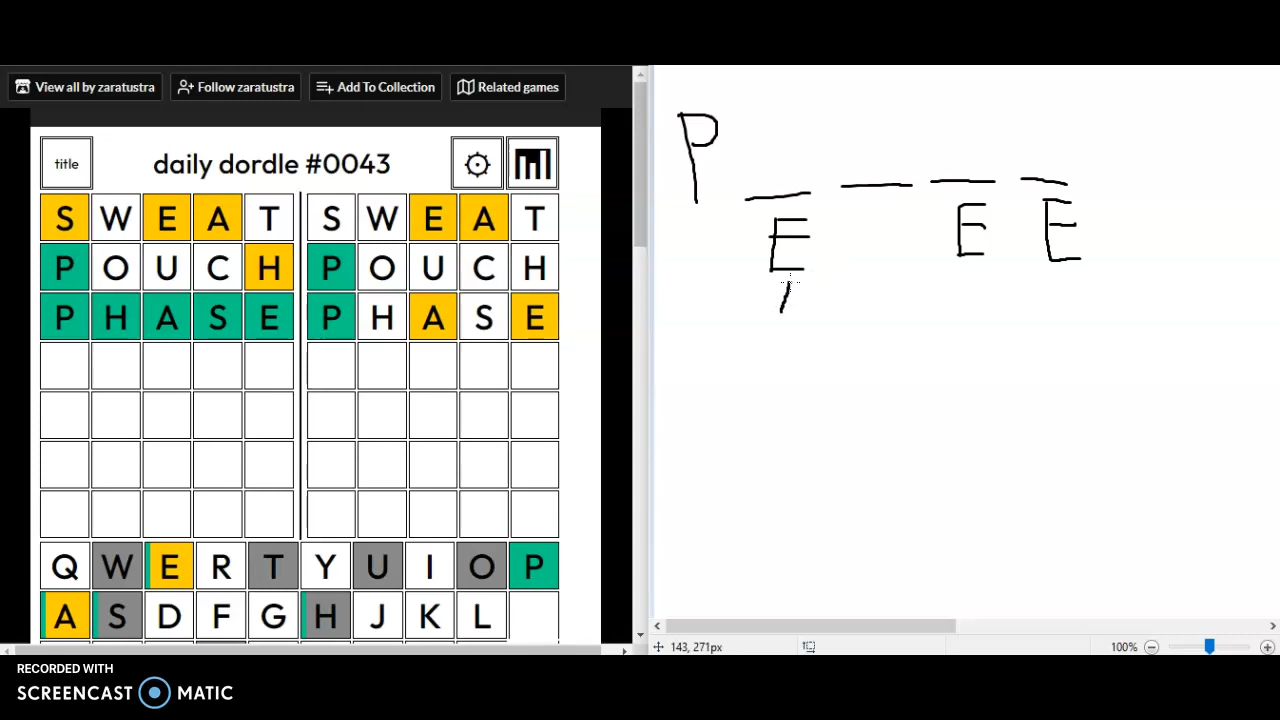 View all by zaratustra Follow zaratustra Add To Collection Related games
title daily dordle #0043
S W E A T S W E A T
P O U C H P O U C H
P H A S E P H A S E
Q W E R T Y U I O P
A S D F G H J K L
P
E E E
143, 271px 100%
RECORDED WITH
SCREENCAST MATIC